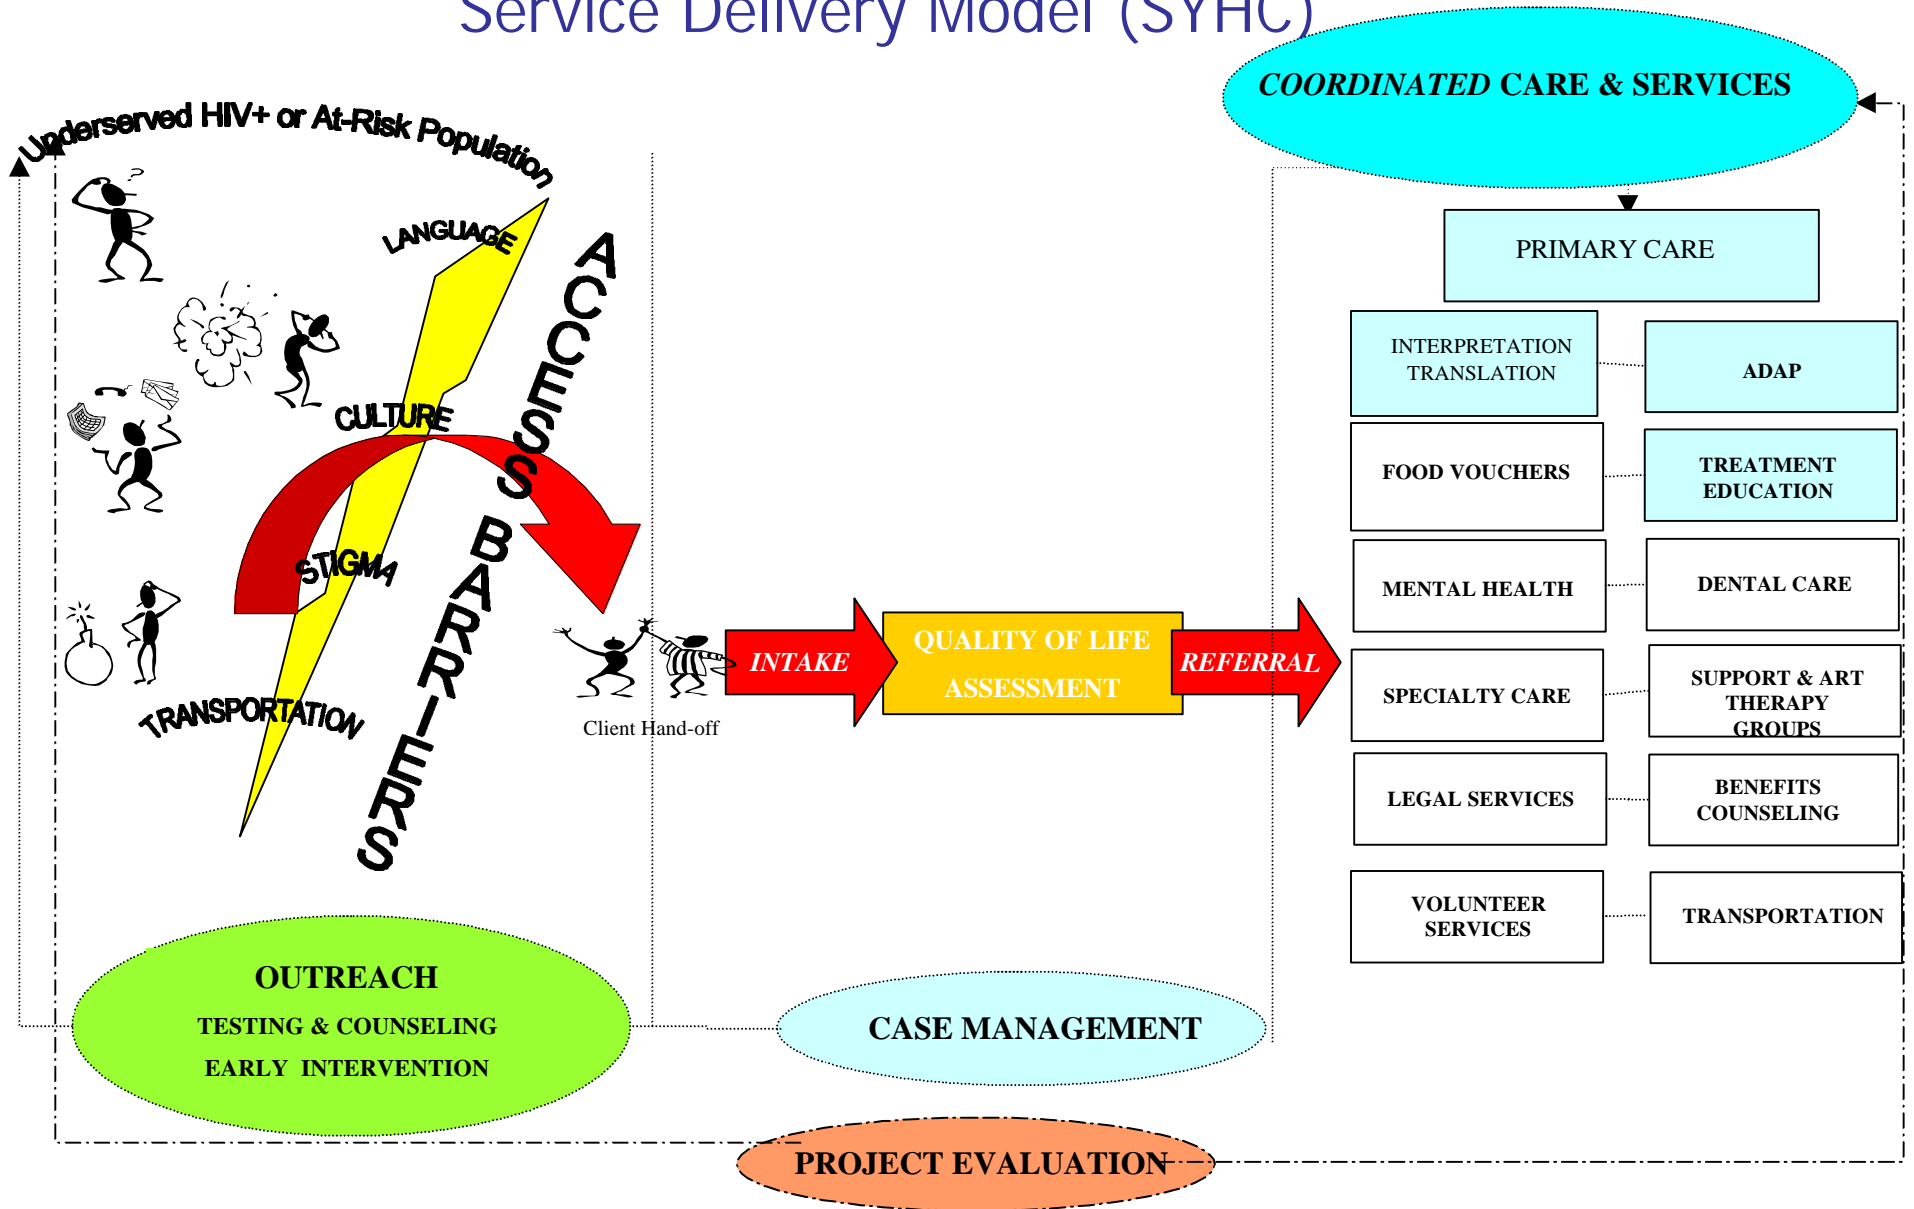 Service Delivery Model (SYHC)
Underserved HIV+ or At-Risk Population
LANGUAGE
CULTURE
STIGMA
TRANSPORTATION
ACCESS BARRIERS
Client Hand-off
INTAKE
QUALITY OF LIFE
ASSESSMENT
REFERRAL
COORDINATED CARE & SERVICES
PRIMARY CARE
INTERPRETATION
TRANSLATION
ADAP
FOOD VOUCHERS
TREATMENT
EDUCATION
MENTAL HEALTH
DENTAL CARE
SPECIALTY CARE
SUPPORT & ART
THERAPY
GROUPS
LEGAL SERVICES
BENEFITS
COUNSELING
VOLUNTEER
SERVICES
TRANSPORTATION
OUTREACH
TESTING & COUNSELING
EARLY INTERVENTION
CASE MANAGEMENT
PROJECT EVALUATION